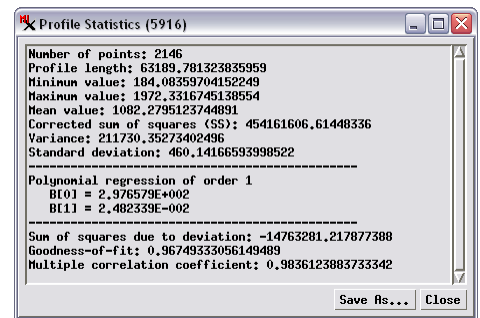 Profile Statistics (5916)
Number of points: 2146
Profile length: 63189.781323835959
Minimum value: 184.08359704152249
Maximum value: 1972.3316745138554
Mean value: 1082.2795123744891
Corrected sum of squares (SS): 454161606.61448336
Variance: 211730.35273402496
Standard deviation: 460.14166593998522
Polynomial regression of order 1
B[0] = 2.976579E+002
B[1] = 2.482339E-002
Sum of squares due to deviation: -14763281.217877388
Goodness-of-fit: 0.96749333056149489
Multiple correlation coefficient: 0.9836123883733342
Save As... Close